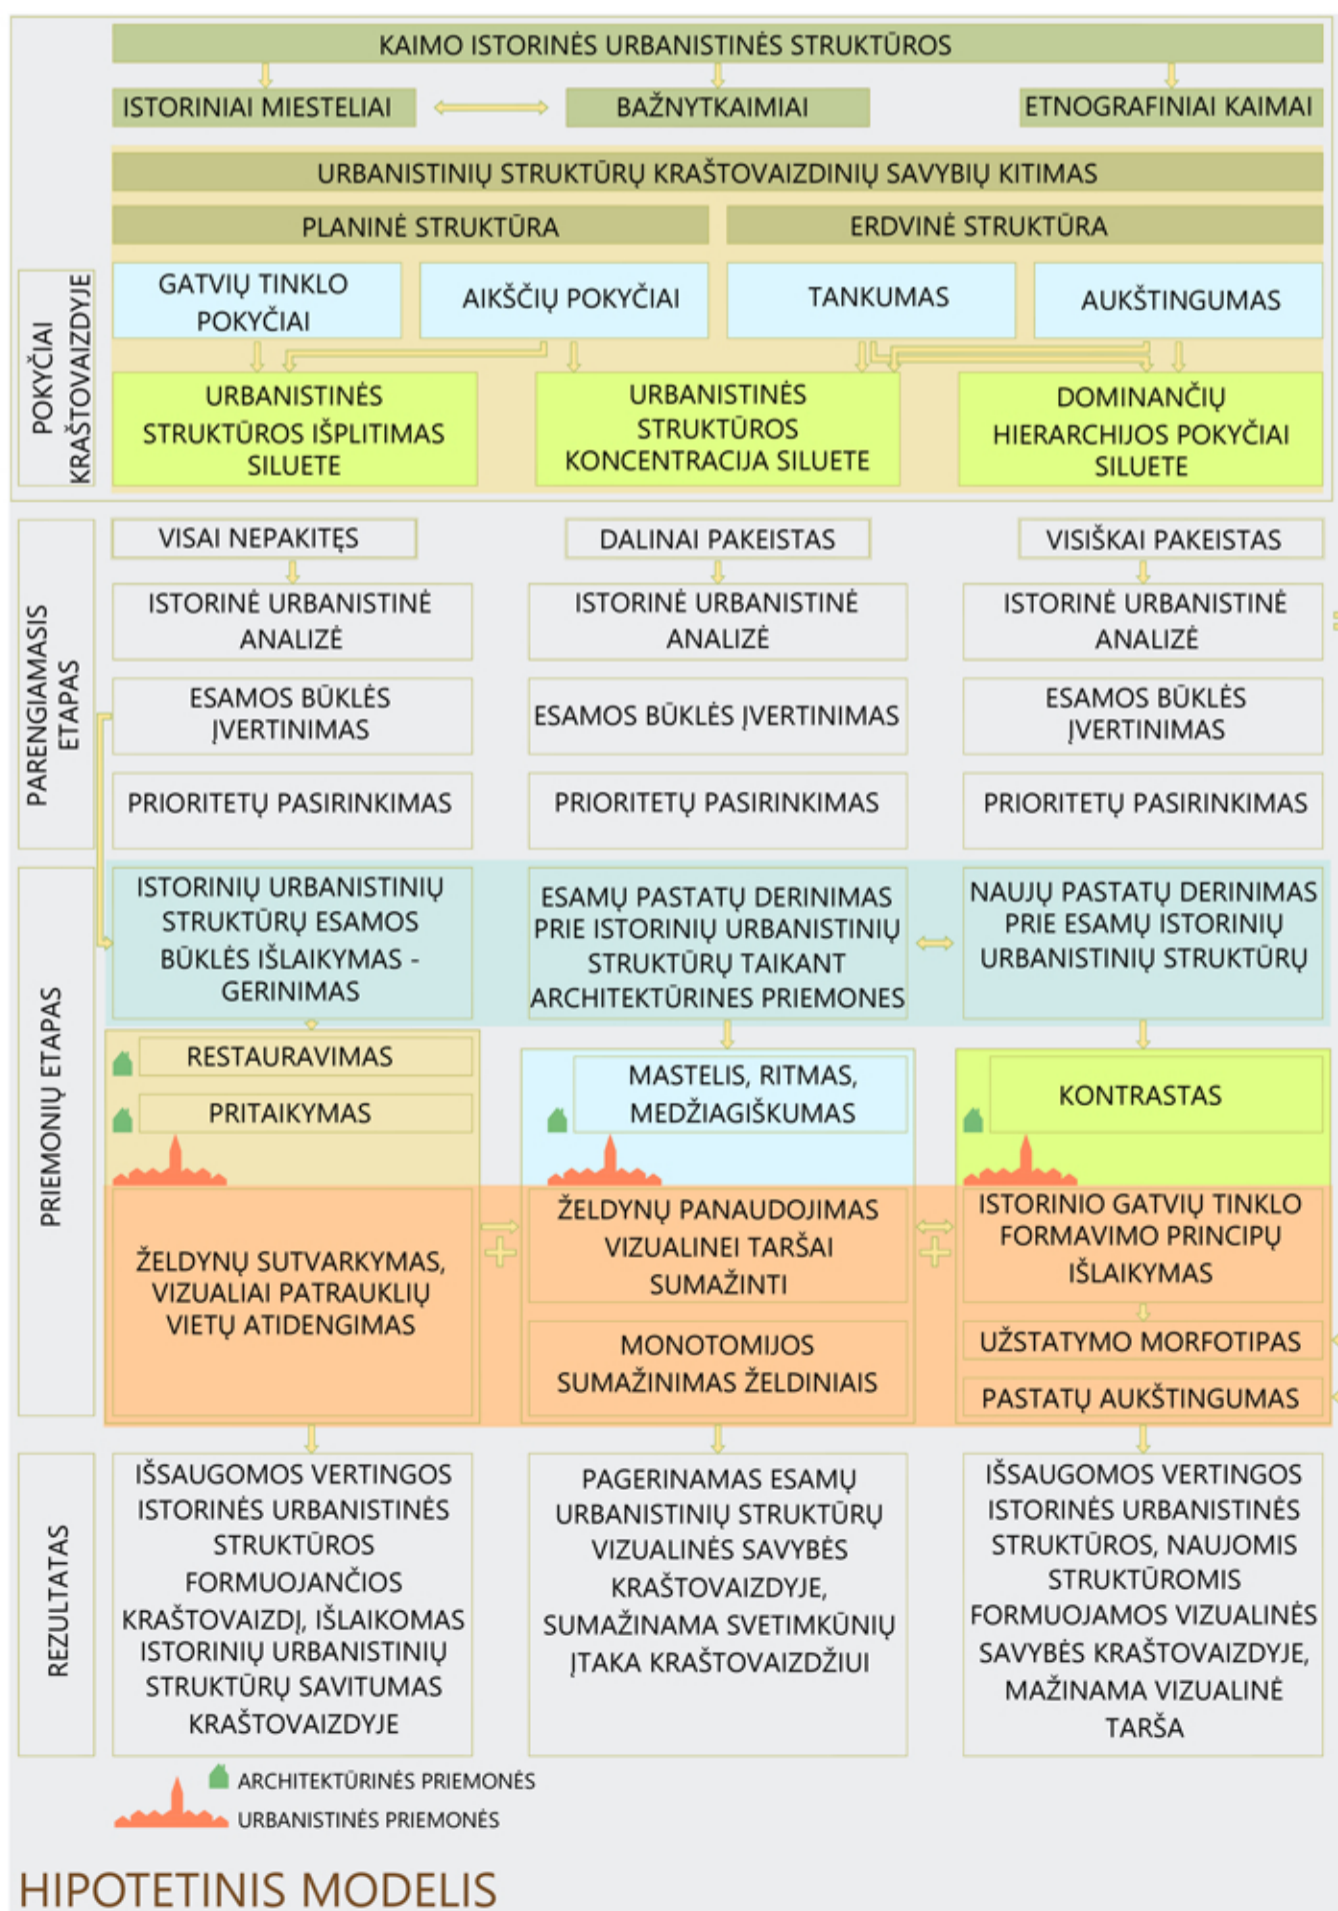 KAIMO ISTORINĖS URBANISTINĖS STRUKTŪROS
ISTORINIAI MIESTELIAI
BAŽNYTKAIMIAI
ETNOGRAFINIAI KAIMAI
URBANISTINIŲ STRUKTŪRŲ KRAŠTOVAIZDINIŲ SAVYBIŲ KITIMAS
PLANINĖ STRUKTŪRA
ERDVINĖ STRUKTŪRA
POKYČIAI
KRAŠTOVAIZDYJE
GATVIŲ TINKLO
POKYČIAI
AIKŠČIŲ POKYČIAI
TANKUMAS
AUKŠTINGUMAS
URBANISTINĖS
STRUKTŪROS IŠPLITIMAS
SILUETE
URBANISTINĖS
STRUKTŪROS
KONCENTRACIJA SILUETE
DOMINANČIŲ
HIERARCHIJOS POKYČIAI
SILUETE
PARENGIAMASIS
ETAPAS
VISAI NEPAKITĘS
DALINAI PAKEISTAS
VISIŠKAI PAKEISTAS
ISTORINĖ URBANISTINĖ
ANALIZĖ
ISTORINĖ URBANISTINĖ
ANALIZĖ
ISTORINĖ URBANISTINĖ
ANALIZĖ
ESAMOS BŪKLĖS
ĮVERTINIMAS
ESAMOS BŪKLĖS ĮVERTINIMAS
ESAMOS BŪKLĖS
ĮVERTINIMAS
PRIORITETŲ PASIRINKIMAS
PRIORITETŲ PASIRINKIMAS
PRIORITETŲ PASIRINKIMAS
PRIEMONIŲ ETAPAS
ISTORINIŲ URBANISTINIŲ
STRUKTŪRŲ ESAMOS
BŪKLĖS IŠLAIKYMAS -
GERINIMAS
ESAMŲ PASTATŲ DERINIMAS
PRIE ISTORINIŲ URBANISTINIŲ
STRUKTŪRŲ TAIKANT
ARCHITEKTŪRINES PRIEMONES
NAUJŲ PASTATŲ DERINIMAS
PRIE ESAMŲ ISTORINIŲ
URBANISTINIŲ STRUKTŪRŲ
RESTAURAVIMAS
PRITAIKYMAS
MASTELIS, RITMAS,
MEDŽIAGIŠKUMAS
KONTRASTAS
ŽELDYNŲ SUTVARKYMAS,
VIZUALIAI PATRAUKLIŲ
VIETŲ ATIDENGIMAS
ŽELDYNŲ PANAUDOJIMAS
VIZUALINEI TARŠAI
SUMAŽINTI
MONOTOMIJOS
SUMAŽINIMAS ŽELDINIAIS
ISTORINIO GATVIŲ TINKLO
FORMAVIMO PRINCIPŲ
IŠLAIKYMAS
UŽSTATYMO MORFOTIPAS
PASTATŲ AUKŠTINGUMAS
REZULTATAS
IŠSAUGOMOS VERTINGOS
ISTORINĖS URBANISTINĖS
STRUKTŪROS
FORMUOJANČIOS
KRAŠTOVAIZDĮ, IŠLAIKOMAS
ISTORINIŲ URBANISTINIŲ
STRUKTŪRŲ SAVITUMAS
KRAŠTOVAIZDYJE
PAGERINAMAS ESAMŲ
URBANISTINIŲ STRUKTŪRŲ
VIZUALINĖS SAVYBĖS
KRAŠTOVAIZDYJE,
SUMAŽINAMA SVETIMKŪNIŲ
ĮTAKA KRAŠTOVAIZDŽIUI
IŠSAUGOMOS VERTINGOS
ISTORINĖS URBANISTINĖS
STRUKTŪROS, NAUJOMIS
STRUKTŪROMIS
FORMUOJAMOS VIZUALINĖS
SAVYBĖS KRAŠTOVAIZDYJE,
MAŽINAMA VIZUALINĖ
TARŠA
ARCHITEKTŪRINĖS PRIEMONĖS
URBANISTINĖS PRIEMONĖS
HIPOTETINIS MODELIS